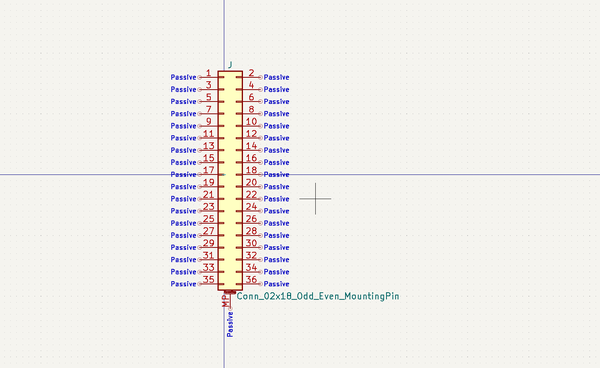 J
Passive 1 2 Passive
Passive 3 4 Passive
Passive 5 6 Passive
Passive 7 8 Passive
Passive 9 10 Passive
Passive 11 12 Passive
Passive 13 14 Passive
Passive 15 16 Passive
Passive 17 18 Passive
Passive 19 20 Passive
Passive 21 22 Passive
Passive 23 24 Passive
Passive 25 26 Passive
Passive 27 28 Passive
Passive 29 30 Passive
Passive 31 32 Passive
Passive 33 34 Passive
Passive 35 36 Passive
Conn_02x18_Odd_Even_MountingPin
MP
Passive